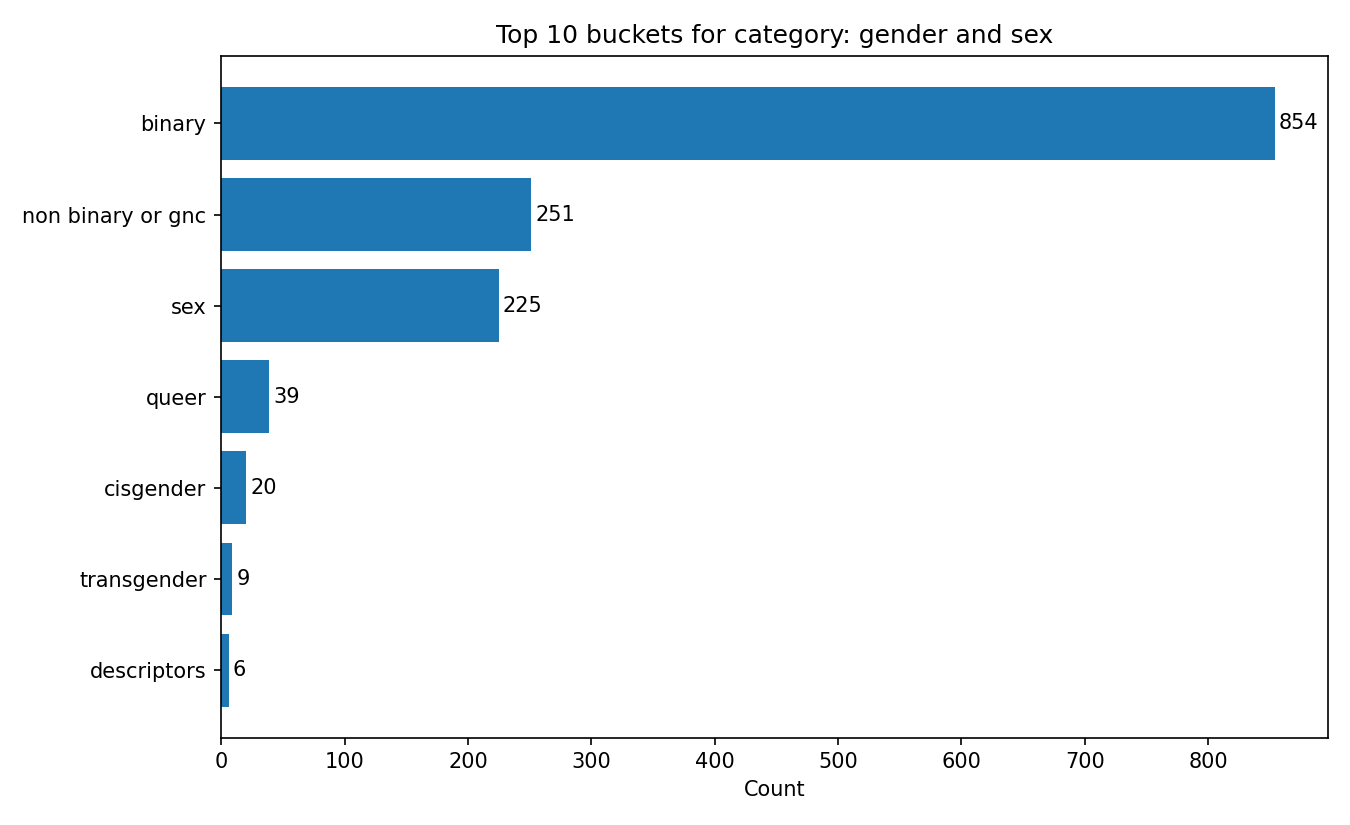 Top 10 buckets for category: gender and sex
binary
854
non binary or gnc
251
sex
225
queer
39
cisgender
20
transgender
9
descriptors
6
0 100 200 300 400 500 600 700 800
Count